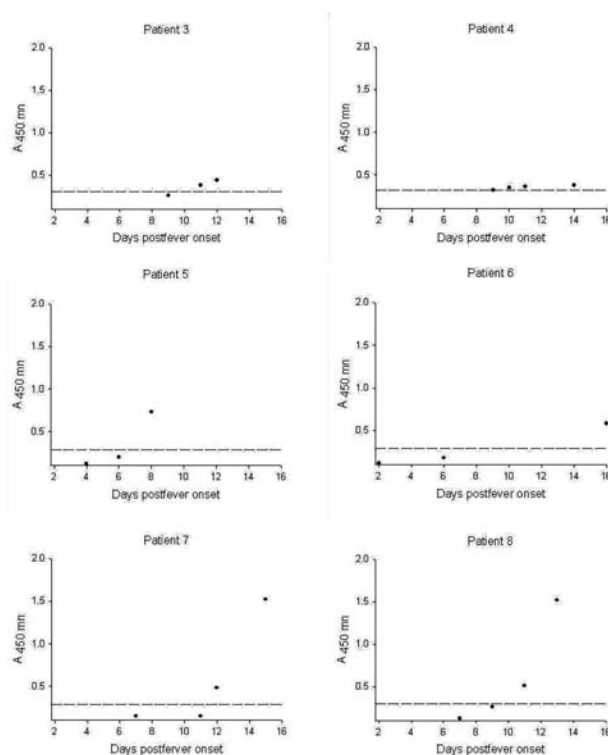 Patient 3
2.0
1.5
1.0
0.5
A 450 mn
2 4 6 8 10 12 14 16
Days postfever onset
Patient 4
2.0
1.5
1.0
0.5
A 450 mn
2 4 6 8 10 12 14 16
Days postfever onset
Patient 5
2.0
1.5
1.0
0.5
A 450 mn
2 4 6 8 10 12 14 16
Days postfever onset
Patient 6
2.0
1.5
1.0
0.5
A 450 mn
2 4 6 8 10 12 14 16
Days postfever onset
Patient 7
2.0
1.5
1.0
0.5
A 450 mn
2 4 6 8 10 12 14 16
Days postfever onset
Patient 8
2.0
1.5
1.0
0.5
A 450 mn
2 4 6 8 10 12 14 16
Days postfever onset